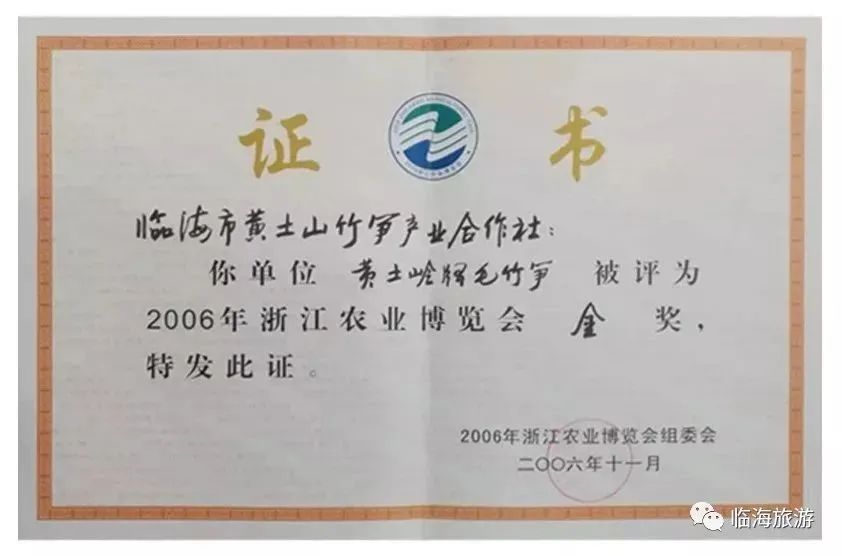 证 书
临海市黄土山竹笋产业合作社:
你单位 黄土岭牌毛竹笋 被评为
2006年浙江农业博览会 金 奖,
特发此证。
2006年浙江农业博览会组委会
二〇〇六年十一月
临海旅游